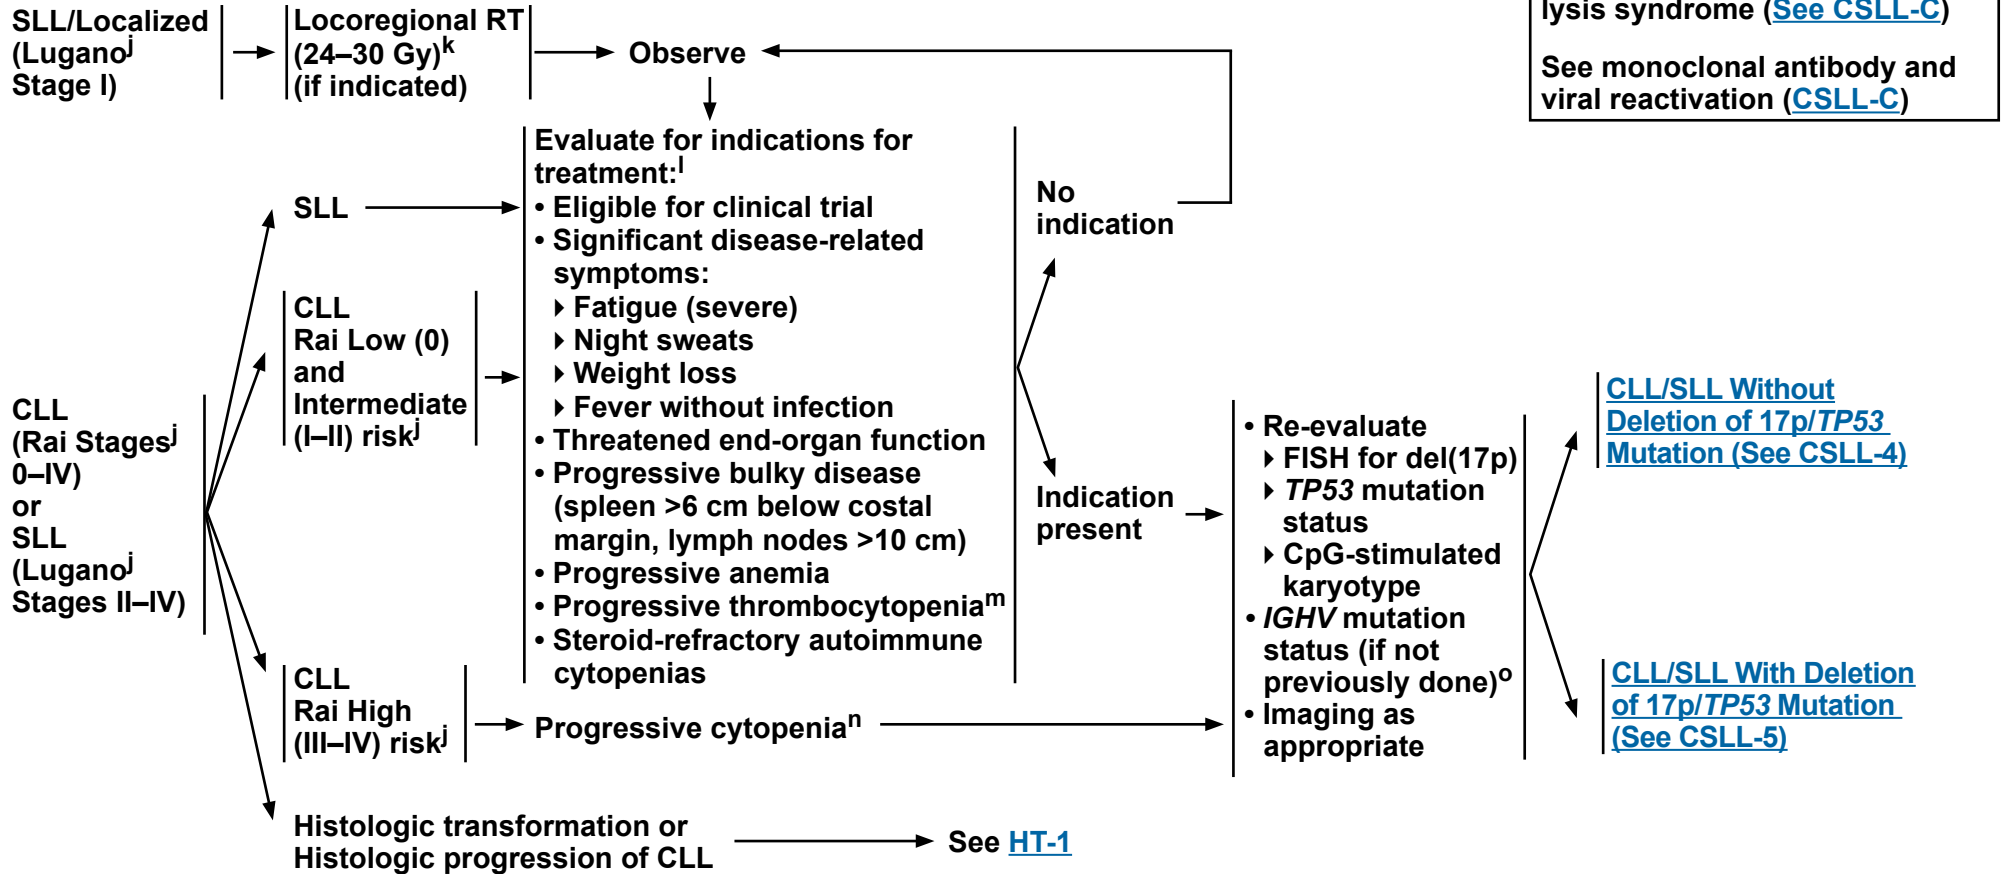 SLL/Localized
(Lugano^j
Stage I)
Locoregional RT
(24–30 Gy)^k
(if indicated)
Observe
lysis syndrome (See CSLL-C)
See monoclonal antibody and
viral reactivation (CSLL-C)
CLL
(Rai Stages^j
0–IV)
or
SLL
(Lugano^j
Stages II–IV)
SLL
CLL
Rai Low (0)
and
Intermediate
(I–II) risk^j
CLL
Rai High
(III–IV) risk^j
Histologic transformation or
Histologic progression of CLL
Evaluate for indications for
treatment:^l
• Eligible for clinical trial
• Significant disease-related
symptoms:
▸ Fatigue (severe)
▸ Night sweats
▸ Weight loss
▸ Fever without infection
• Threatened end-organ function
• Progressive bulky disease
(spleen >6 cm below costal
margin, lymph nodes >10 cm)
• Progressive anemia
• Progressive thrombocytopenia^m
• Steroid-refractory autoimmune
cytopenias
Progressive cytopenia^n
See HT-1
No
indication
Indication
present
• Re-evaluate
▸ FISH for del(17p)
▸ TP53 mutation
status
▸ CpG-stimulated
karyotype
• IGHV mutation
status (if not
previously done)^o
• Imaging as
appropriate
CLL/SLL Without
Deletion of 17p/TP53
Mutation (See CSLL-4)
CLL/SLL With Deletion
of 17p/TP53 Mutation
(See CSLL-5)